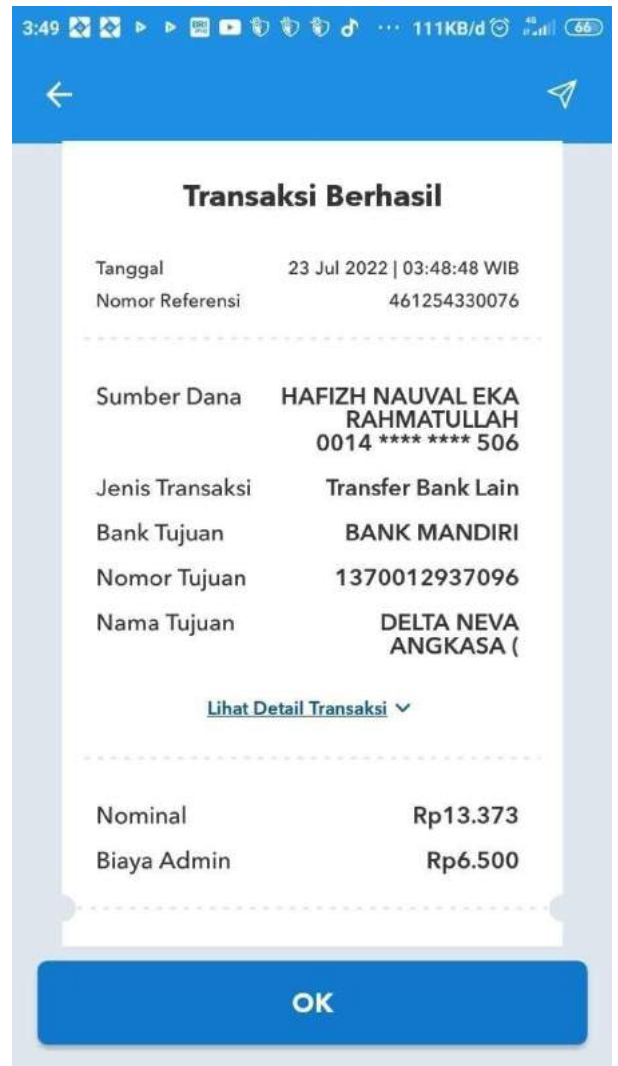 3:49 111KB/d 4G 66
Transaksi Berhasil
Tanggal 23 Jul 2022 | 03:48:48 WIB
Nomor Referensi 461254330076
Sumber Dana HAFIZH NAUVAL EKA
RAHMATULLAH
0014 **** **** 506
Jenis Transaksi Transfer Bank Lain
Bank Tujuan BANK MANDIRI
Nomor Tujuan 1370012937096
Nama Tujuan DELTA NEVA
ANGKASA (
Lihat Detail Transaksi
Nominal Rp13.373
Biaya Admin Rp6.500
OK